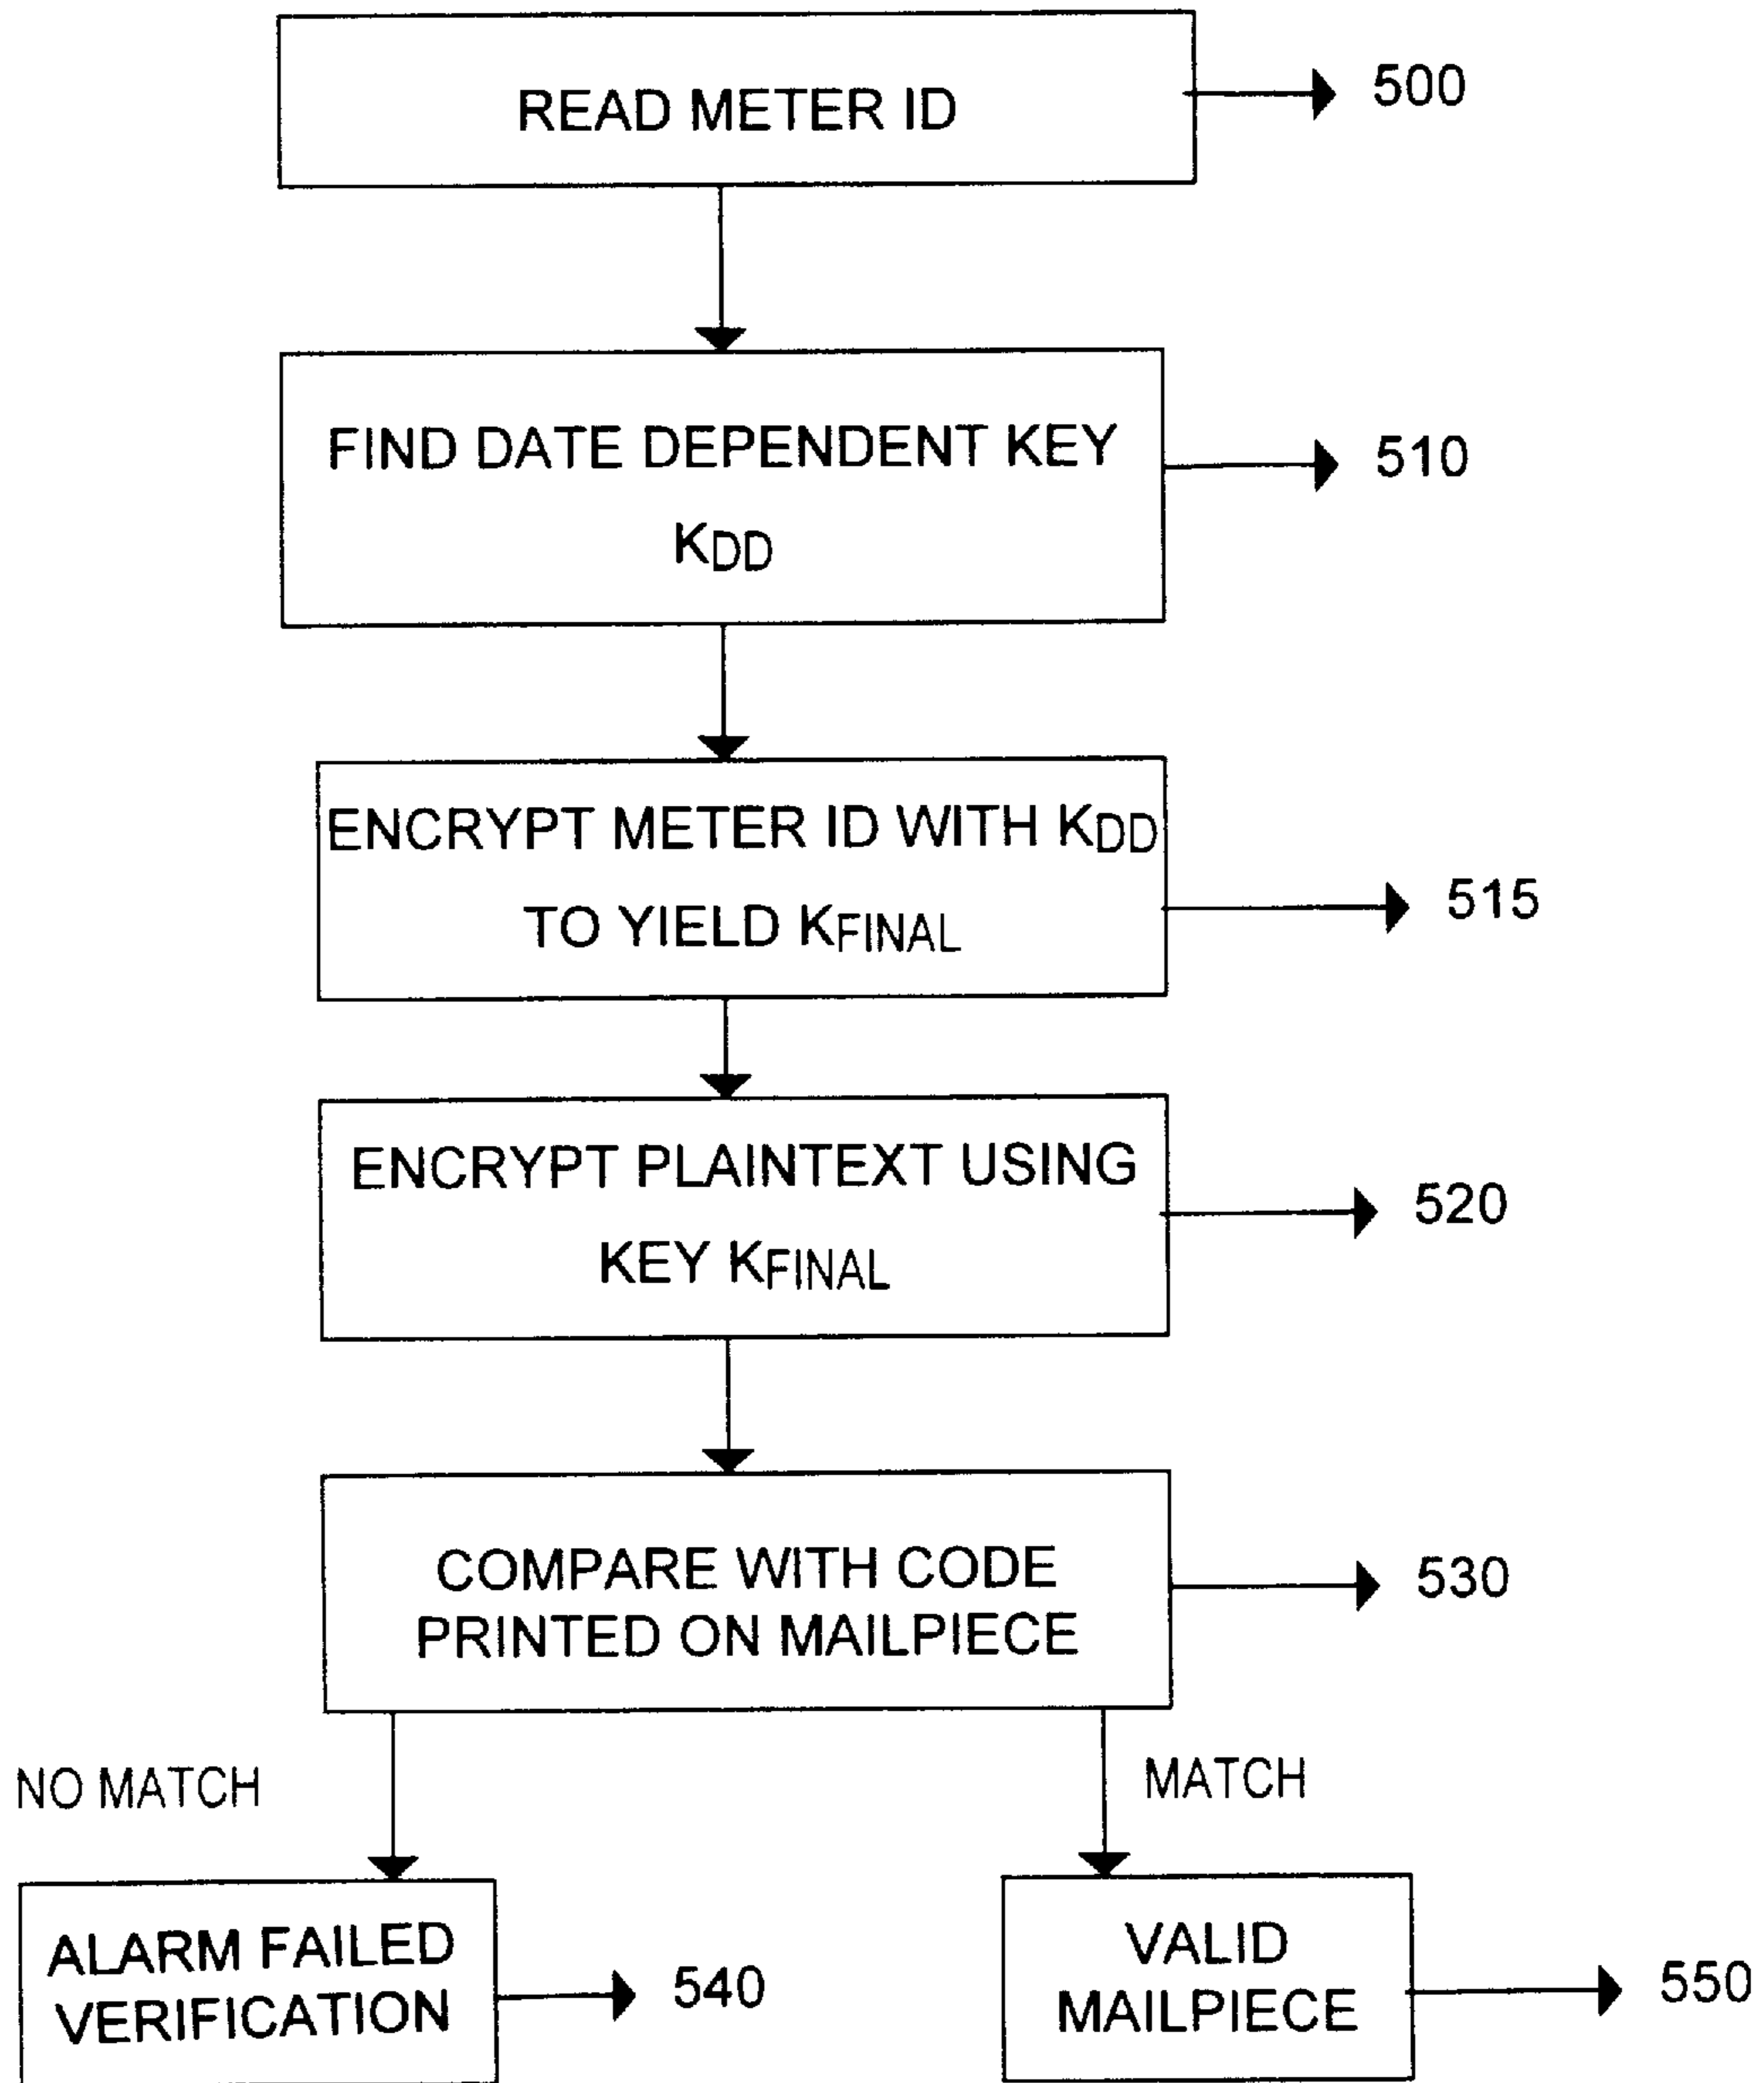 READ METER ID
500
FIND DATE DEPENDENT KEY
KDD
510
ENCRYPT METER ID WITH KDD
TO YIELD KFINAL
515
ENCRYPT PLAINTEXT USING
KEY KFINAL
520
COMPARE WITH CODE
PRINTED ON MAILPIECE
530
NO MATCH
MATCH
ALARM FAILED
VERIFICATION
540
VALID
MAILPIECE
550